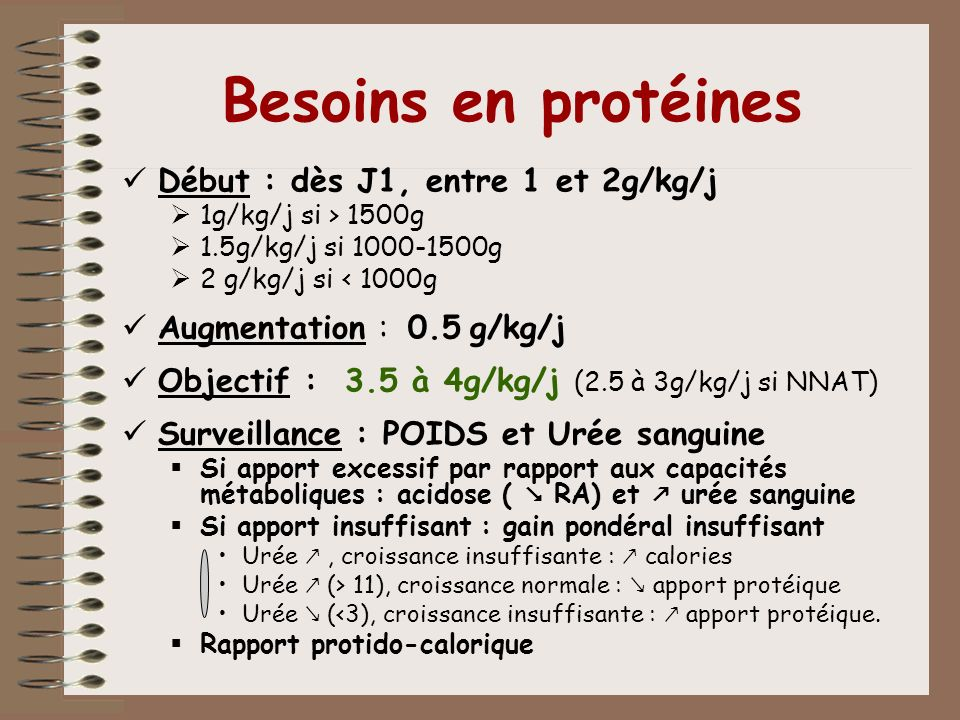 Besoins en protéines
✓ Début : dès J1, entre 1 et 2g/kg/j
➢ 1g/kg/j si > 1500g
➢ 1.5g/kg/j si 1000-1500g
➢ 2 g/kg/j si < 1000g
✓ Augmentation : 0.5 g/kg/j
✓ Objectif : 3.5 à 4g/kg/j (2.5 à 3g/kg/j si NNAT)
✓ Surveillance : POIDS et Urée sanguine
▪ Si apport excessif par rapport aux capacités
métaboliques : acidose ( ↘ RA) et ↗ urée sanguine
▪ Si apport insuffisant : gain pondéral insuffisant
• Urée ↗ , croissance insuffisante : ↗ calories
• Urée ↗ (> 11), croissance normale : ↘ apport protéique
• Urée ↘ (<3), croissance insuffisante : ↗ apport protéique.
▪ Rapport protido-calorique